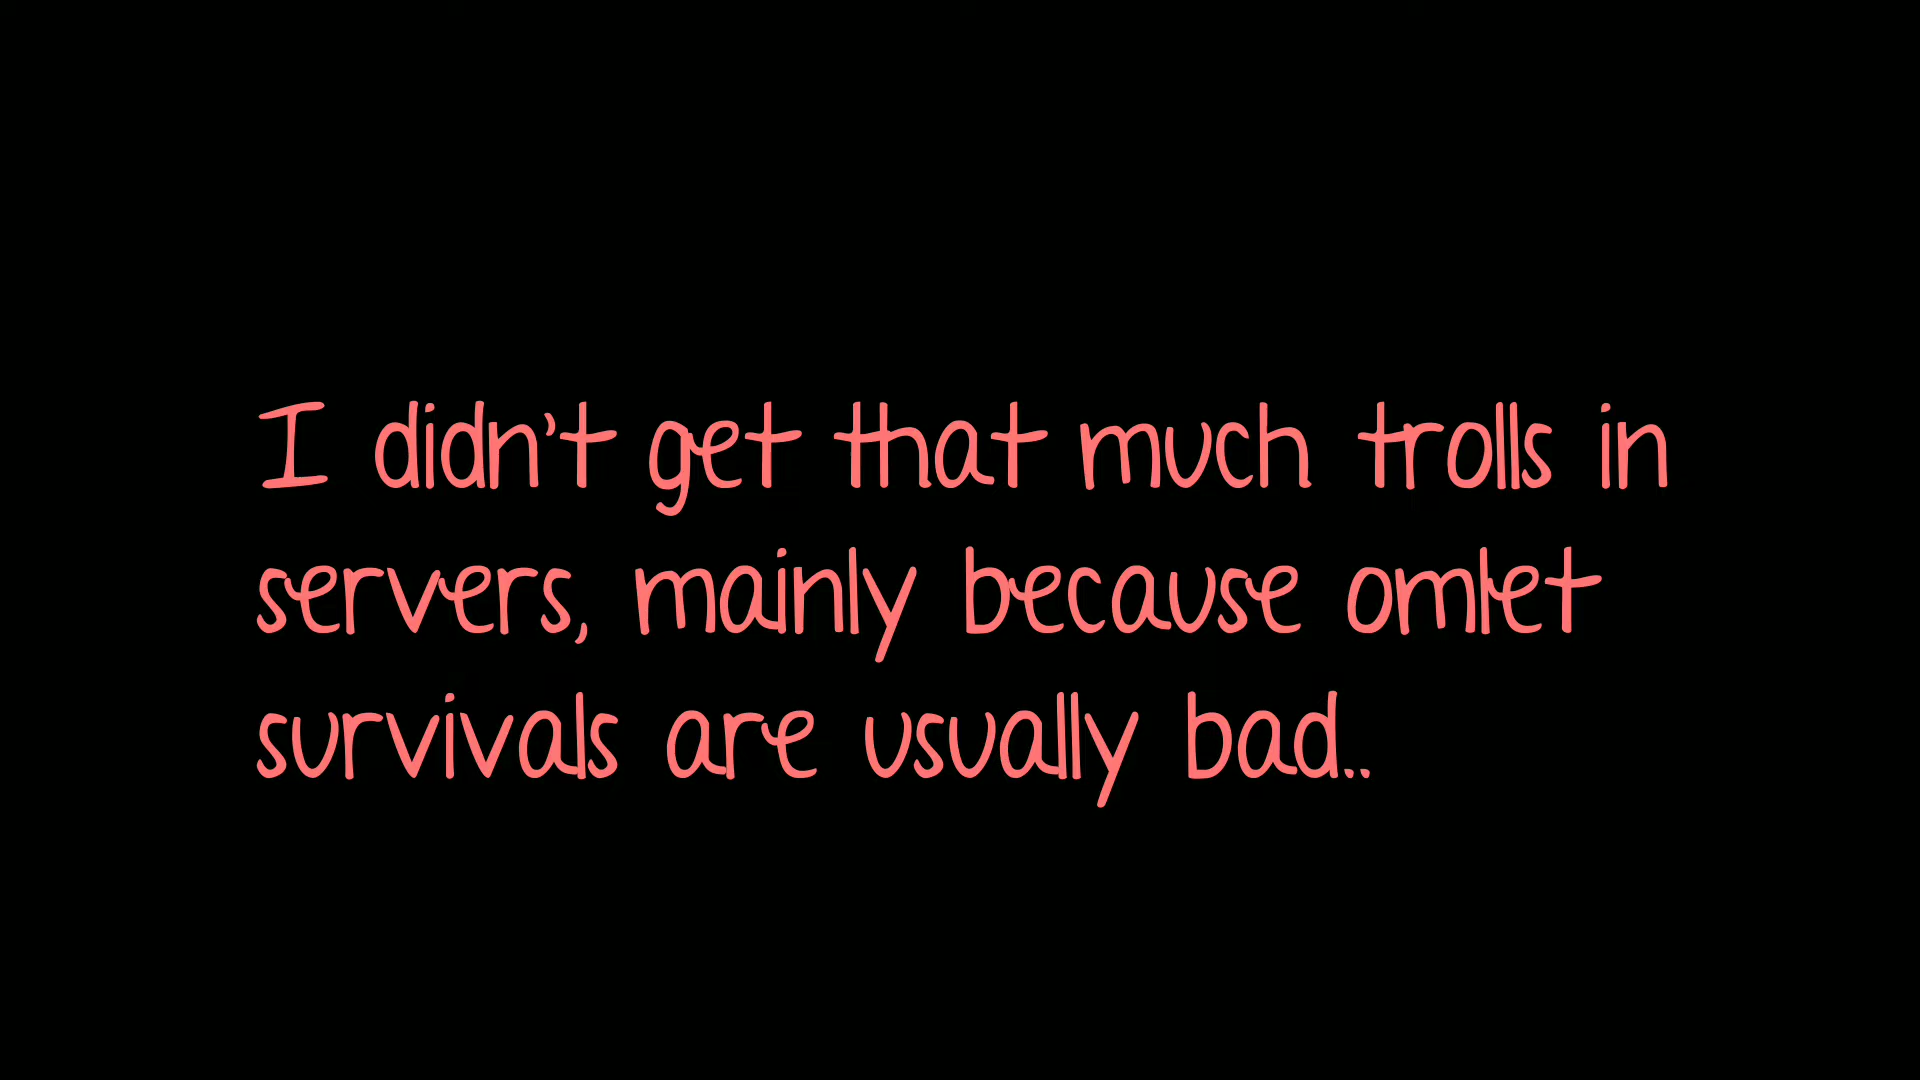 I didn't get that much trolls in
servers, mainly because omlet
survivals are usually bad..